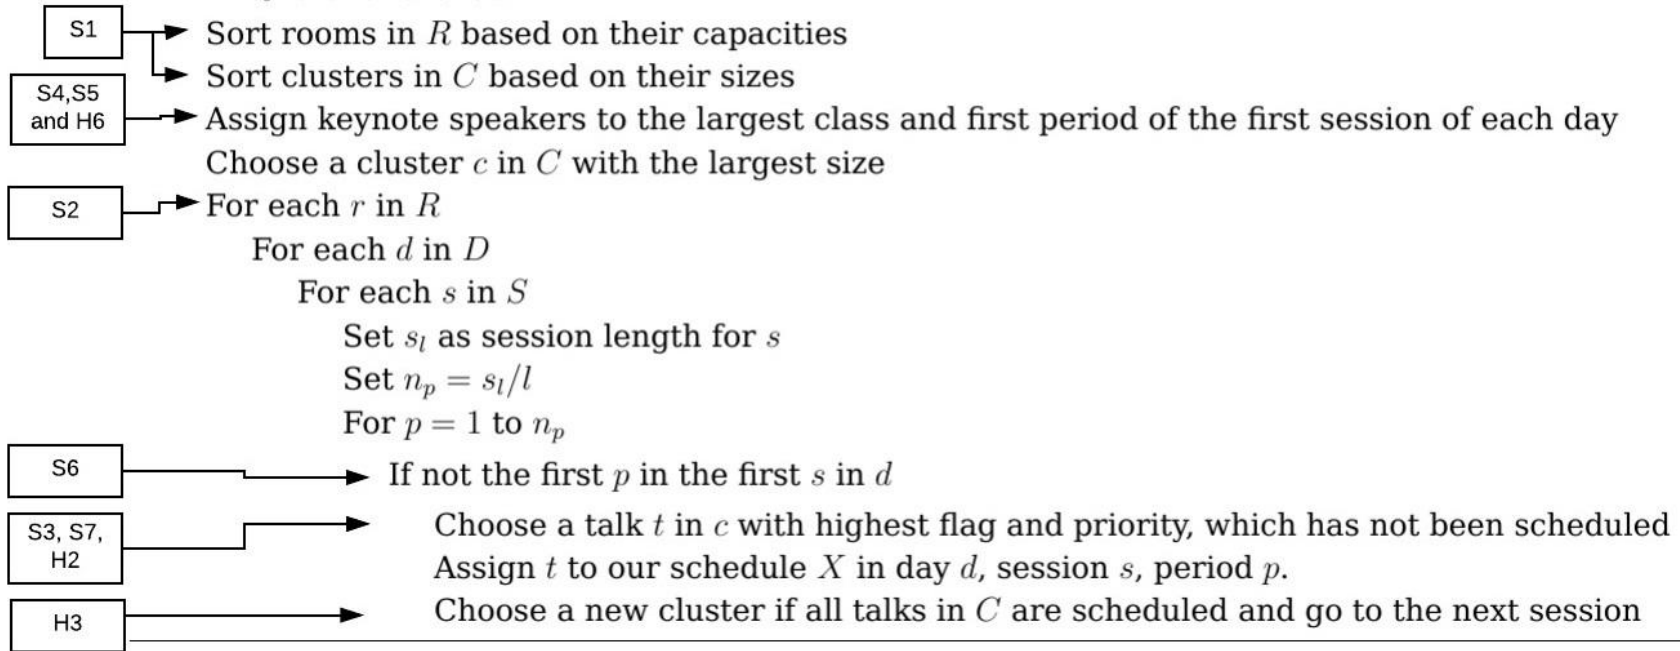 S1
Sort rooms in R based on their capacities
Sort clusters in C based on their sizes
S4,S5
and H6
Assign keynote speakers to the largest class and first period of the first session of each day
Choose a cluster c in C with the largest size
S2
For each r in R
For each d in D
For each s in S
Set s_l as session length for s
Set n_p = s_l/l
For p = 1 to n_p
S6
If not the first p in the first s in d
S3, S7,
H2
Choose a talk t in c with highest flag and priority, which has not been scheduled
Assign t to our schedule X in day d, session s, period p.
H3
Choose a new cluster if all talks in C are scheduled and go to the next session